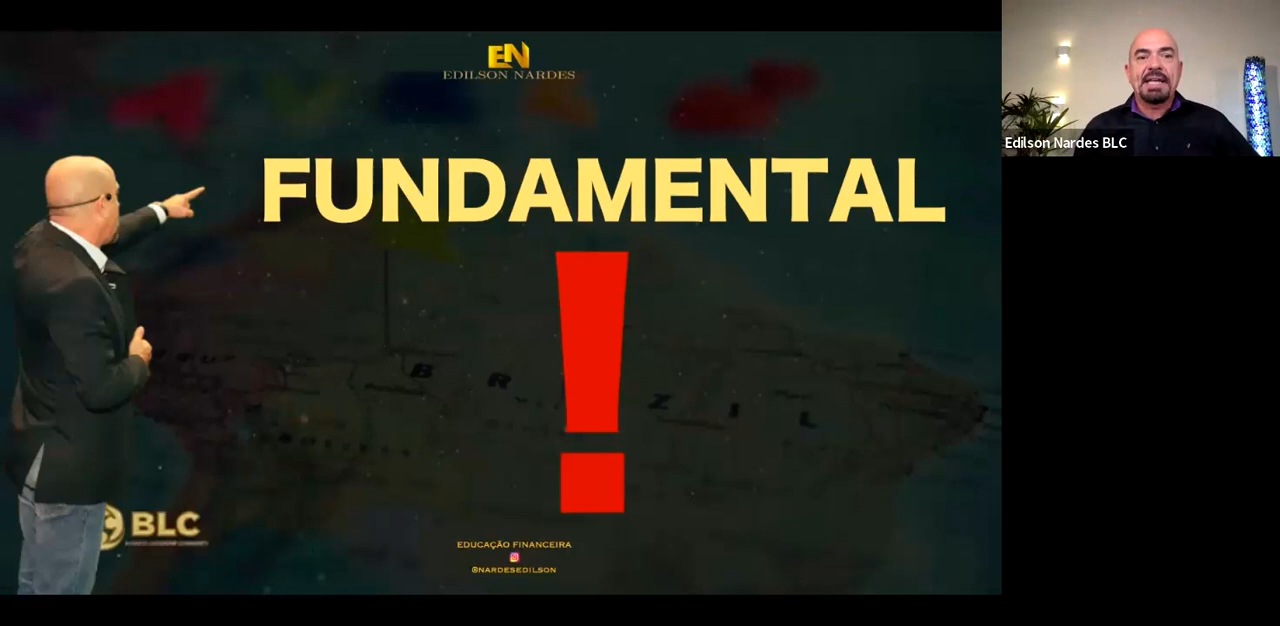 EN
EDILSON NARDES
FUNDAMENTAL
!
B R Z I L
BLC
EDUCAÇÃO FINANCEIRA
@NARDESEDILSON
Edilson Nardes BLC